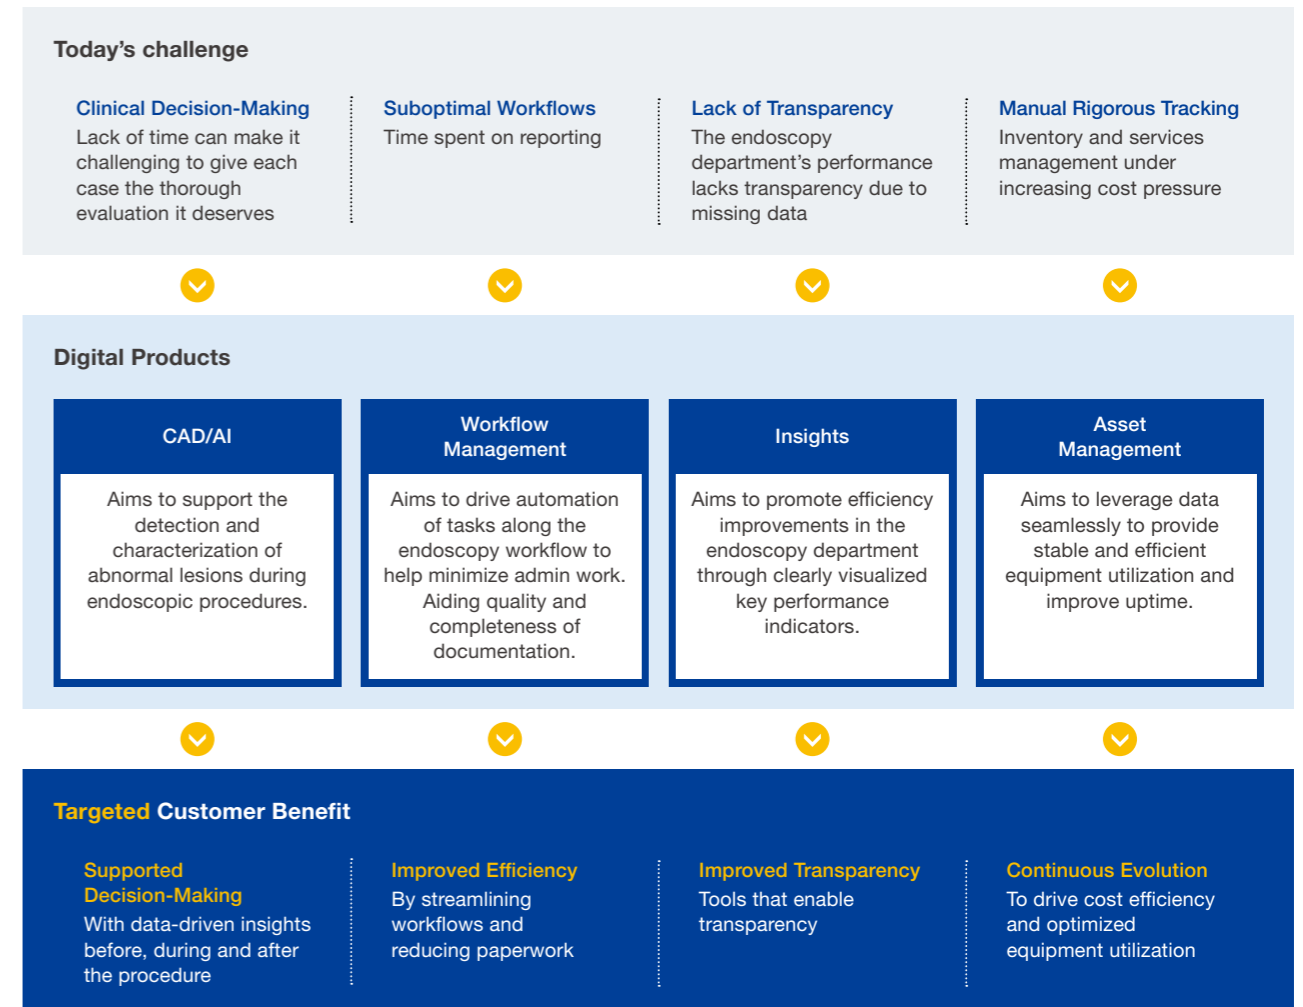 Today’s challenge
Clinical Decision-Making
Lack of time can make it
challenging to give each
case the thorough
evaluation it deserves
Suboptimal Workflows
Time spent on reporting
Lack of Transparency
The endoscopy
department’s performance
lacks transparency due to
missing data
Manual Rigorous Tracking
Inventory and services
management under
increasing cost pressure
Digital Products
CAD/AI
Aims to support the
detection and
characterization of
abnormal lesions during
endoscopic procedures.
Workflow
Management
Aims to drive automation
of tasks along the
endoscopy workflow to
help minimize admin work.
Aiding quality and
completeness of
documentation.
Insights
Aims to promote efficiency
improvements in the
endoscopy department
through clearly visualized
key performance
indicators.
Asset
Management
Aims to leverage data
seamlessly to provide
stable and efficient
equipment utilization and
improve uptime.
Targeted Customer Benefit
Supported
Decision-Making
With data-driven insights
before, during and after
the procedure
Improved Efficiency
By streamlining
workflows and
reducing paperwork
Improved Transparency
Tools that enable
transparency
Continuous Evolution
To drive cost efficiency
and optimized
equipment utilization